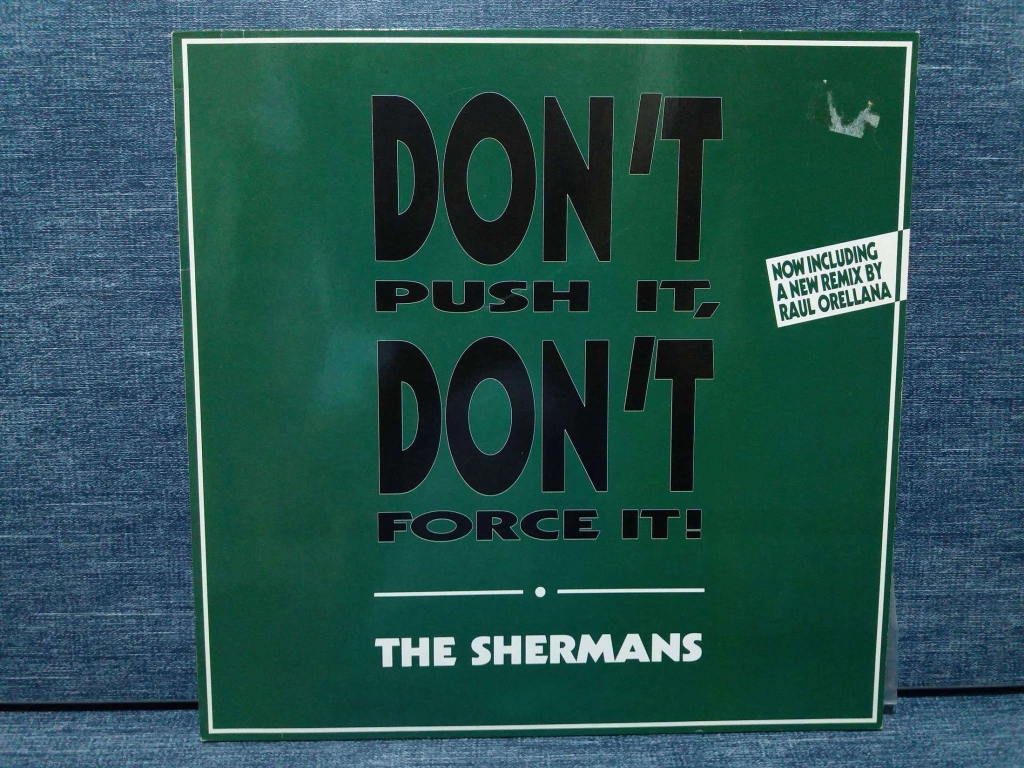 DON'T
PUSH IT,
DON'T
FORCE IT!
THE SHERMANS
NOW INCLUDING
A NEW REMIX BY
RAUL ORELLANA